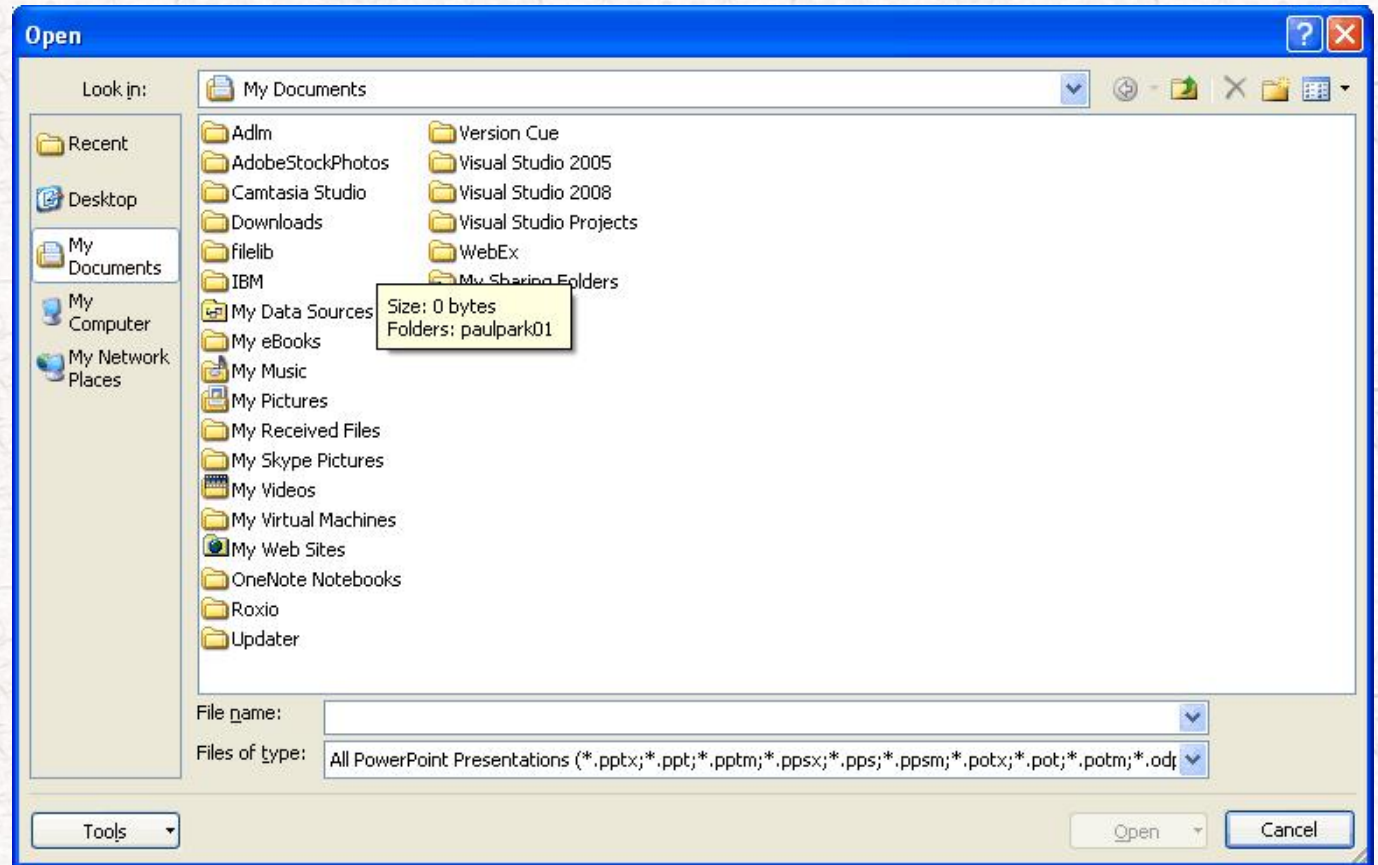 Open
Look in:
My Documents
Recent
Desktop
My
Documents
My
Computer
My Network
Places
Adlm
AdobeStockPhotos
Camtasia Studio
Downloads
filelib
IBM
My Data Sources
My eBooks
My Music
My Pictures
My Received Files
My Skype Pictures
My Videos
My Virtual Machines
My Web Sites
OneNote Notebooks
Roxio
Updater
Version Cue
Visual Studio 2005
Visual Studio 2008
Visual Studio Projects
WebEx
My Sharing Folders
Size: 0 bytes
Folders: paulpark01
File name:
Files of type:
All PowerPoint Presentations (*.pptx;*.ppt;*.pptm;*.ppsx;*.pps;*.ppsm;*.potx;*.pot;*.potm;*.odp
Tools
Open
Cancel